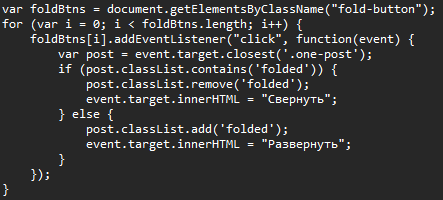 var foldBtns = document.getElementsByClassName("fold-button");
for (var i = 0; i < foldBtns.length; i++) {
    foldBtns[i].addEventListener("click", function(event) {
        var post = event.target.closest('.one-post');
        if (post.classList.contains('folded')) {
            post.classList.remove('folded');
            event.target.innerHTML = "Свернуть";
        } else {
            post.classList.add('folded');
            event.target.innerHTML = "Развернуть";
        }
    });
}